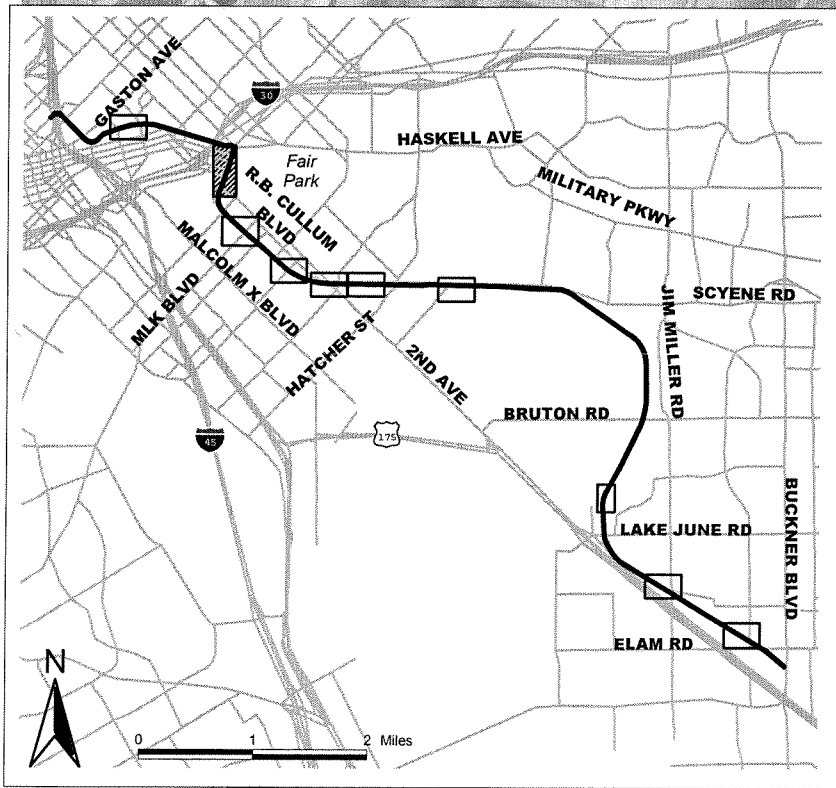 GASTON AVE
30
HASKELL AVE
Fair
Park
MILITARY PKWY
R.B. CULLUM
BLVD
MALCOLM X BLVD
MLK BLVD
SCYENE RD
JIM MILLER RD
HATCHER ST
2ND AVE
BRUTON RD
175
45
BUCKNER BLVD
LAKE JUNE RD
ELAM RD
N
0 1 2 Miles